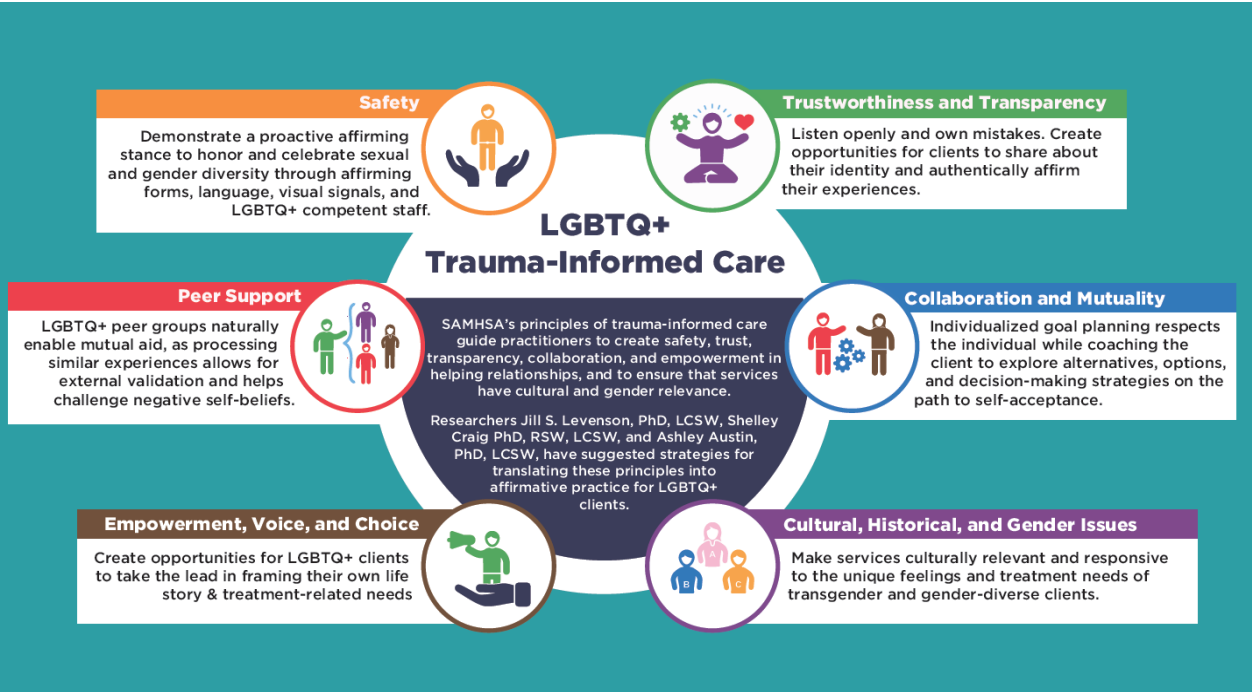 Safety
Demonstrate a proactive affirming
stance to honor and celebrate sexual
and gender diversity through affirming
forms, language, visual signals, and
LGBTQ+ competent staff.
Trustworthiness and Transparency
Listen openly and own mistakes. Create
opportunities for clients to share about
their identity and authentically affirm
their experiences.
LGBTQ+
Trauma-Informed Care
Peer Support
LGBTQ+ peer groups naturally
enable mutual aid, as processing
similar experiences allows for
external validation and helps
challenge negative self-beliefs.
SAMHSA's principles of trauma-informed care
guide practitioners to create safety, trust,
transparency, collaboration, and empowerment in
helping relationships, and to ensure that services
have cultural and gender relevance.
Researchers Jill S. Levenson, PhD, LCSW, Shelley
Craig PhD, RSW, LCSW, and Ashley Austin,
PhD, LCSW, have suggested strategies for
translating these principles into
affirmative practice for LGBTQ+
clients.
Collaboration and Mutuality
Individualized goal planning respects
the individual while coaching the
client to explore alternatives, options,
and decision-making strategies on the
path to self-acceptance.
Empowerment, Voice, and Choice
Create opportunities for LGBTQ+ clients
to take the lead in framing their own life
story & treatment-related needs
Cultural, Historical, and Gender Issues
A
B
C
Make services culturally relevant and responsive
to the unique feelings and treatment needs of
transgender and gender-diverse clients.